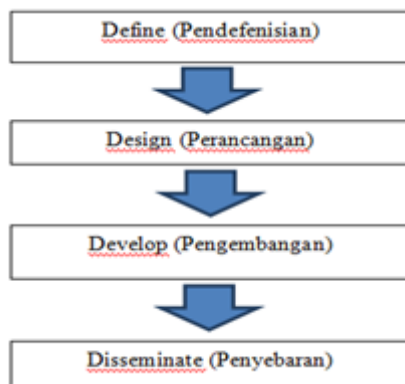 Define (Pendefenisian)
Design (Perancangan)
Develop (Pengembangan)
Disseminate (Penyebaran)